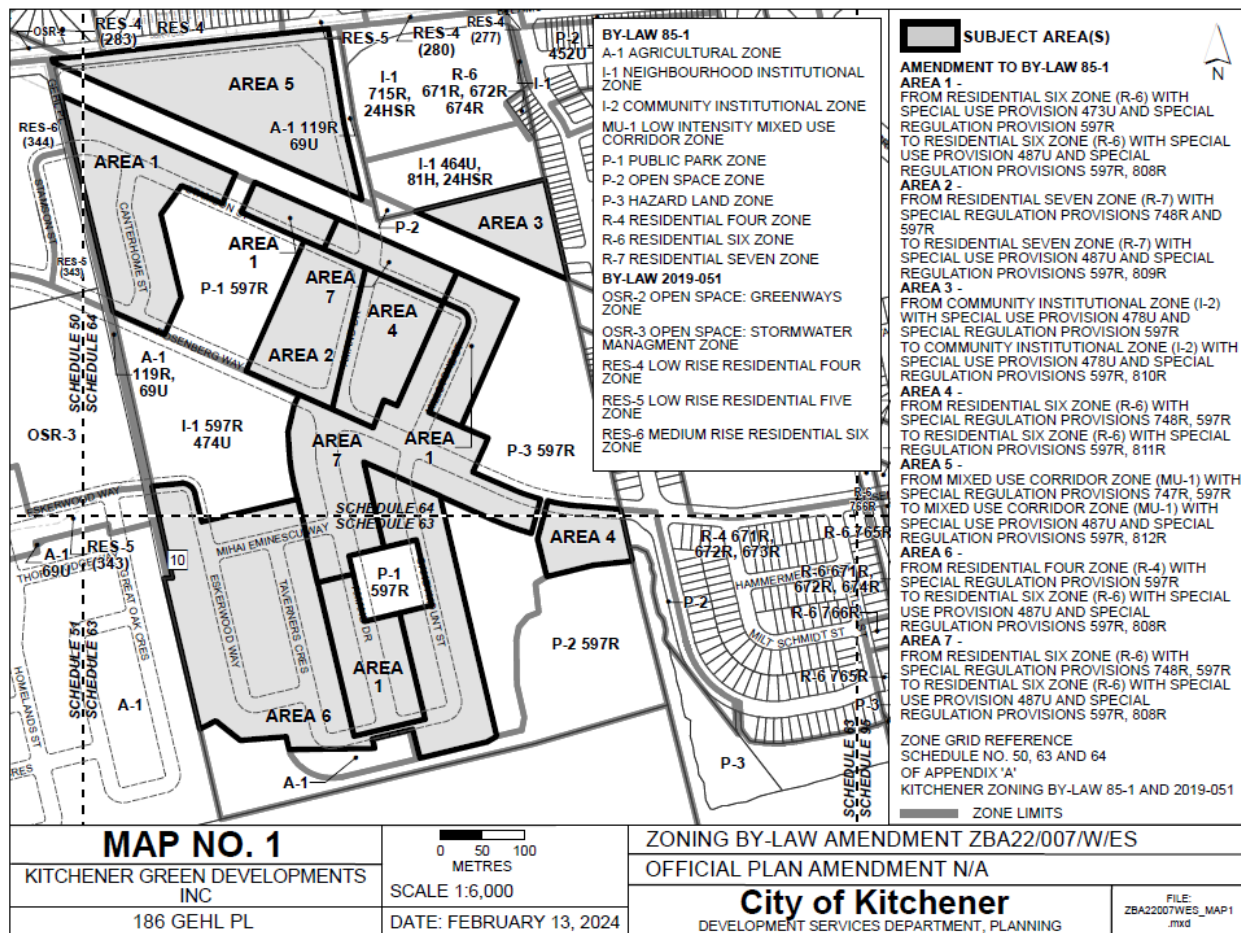 OSR-2
RES-4
(283)
RES-4
RES-5
RES-4
(280)
RES-4
(277)
P-2
452U
I-1
715R,
24HSR
R-6
671R, 672R
674R
I-1
AREA 5
A-1 119R
69U
GEHL PL
RES-6
(344)
AREA 1
I-1 464U,
81H, 24HSR
STAMSON ST
CANTERHOME ST
AREA 3
P-2
AREA
1
P-1 597R
AREA
7
AREA
4
RES-5
(343)
SCHEDULE 50
SCHEDULE 64
AREA 2
A-1
119R,
69U
OSR-3
I-1 597R
474U
AREA
7
AREA
1
P-3 597R
ESKERWOOD WAY
SCHEDULE 64
SCHEDULE 63
MIHAI EMINESCU WAY
AREA 4
A-1
69U
RES-5
(343)
10
GREAT OAK CRES
ESKERWOOD WAY
TAVERNERS CRES
P-1
597R
AREA
1
AREA 6
P-2 597R
SCHEDULE 51
SCHEDULE 63
HOMELANDS ST
A-1
A-1
R-6
766R
R-4 671R,
672R, 673R
R-6 765R
R-6 671R,
672R, 674R
P-2
R-6 766R
MILT SCHMIDT ST
R-6 765R
P-3
P-3
SCHEDULE 63
SCHEDULE 95
BY-LAW 85-1
A-1 AGRICULTURAL ZONE
I-1 NEIGHBOURHOOD INSTITUTIONAL
ZONE
I-2 COMMUNITY INSTITUTIONAL ZONE
MU-1 LOW INTENSITY MIXED USE
CORRIDOR ZONE
P-1 PUBLIC PARK ZONE
P-2 OPEN SPACE ZONE
P-3 HAZARD LAND ZONE
R-4 RESIDENTIAL FOUR ZONE
R-6 RESIDENTIAL SIX ZONE
R-7 RESIDENTIAL SEVEN ZONE
BY-LAW 2019-051
OSR-2 OPEN SPACE: GREENWAYS
ZONE
OSR-3 OPEN SPACE: STORMWATER
MANAGMENT ZONE
RES-4 LOW RISE RESIDENTIAL FOUR
ZONE
RES-5 LOW RISE RESIDENTIAL FIVE
ZONE
RES-6 MEDIUM RISE RESIDENTIAL SIX
ZONE
SUBJECT AREA(S)
N
AMENDMENT TO BY-LAW 85-1
AREA 1 -
FROM RESIDENTIAL SIX ZONE (R-6) WITH
SPECIAL USE PROVISION 473U AND SPECIAL
REGULATION PROVISION 597R
TO RESIDENTIAL SIX ZONE (R-6) WITH SPECIAL
USE PROVISION 487U AND SPECIAL
REGULATION PROVISIONS 597R, 808R
AREA 2 -
FROM RESIDENTIAL SEVEN ZONE (R-7) WITH
SPECIAL REGULATION PROVISIONS 748R AND
597R
TO RESIDENTIAL SEVEN ZONE (R-7) WITH
SPECIAL USE PROVISION 487U AND SPECIAL
REGULATION PROVISIONS 597R, 809R
AREA 3 -
FROM COMMUNITY INSTITUTIONAL ZONE (I-2)
WITH SPECIAL USE PROVISION 478U AND
SPECIAL REGULATION PROVISION 597R
TO COMMUNITY INSTITUTIONAL ZONE (I-2) WITH
SPECIAL USE PROVISION 478U AND SPECIAL
REGULATION PROVISIONS 597R, 810R
AREA 4 -
FROM RESIDENTIAL SIX ZONE (R-6) WITH
SPECIAL REGULATION PROVISIONS 748R, 597R
TO RESIDENTIAL SIX ZONE (R-6) WITH SPECIAL
REGULATION PROVISIONS 597R, 811R
AREA 5 -
FROM MIXED USE CORRIDOR ZONE (MU-1) WITH
SPECIAL REGULATION PROVISIONS 747R, 597R
TO MIXED USE CORRIDOR ZONE (MU-1) WITH
SPECIAL USE PROVISION 487U AND SPECIAL
REGULATION PROVISIONS 597R, 812R
AREA 6 -
FROM RESIDENTIAL FOUR ZONE (R-4) WITH
SPECIAL REGULATION PROVISION 597R
TO RESIDENTIAL SIX ZONE (R-6) WITH SPECIAL
USE PROVISION 487U AND SPECIAL
REGULATION PROVISIONS 597R, 808R
AREA 7 -
FROM RESIDENTIAL SIX ZONE (R-6) WITH
SPECIAL REGULATION PROVISIONS 748R, 597R
TO RESIDENTIAL SIX ZONE (R-6) WITH SPECIAL
USE PROVISION 487U AND SPECIAL
REGULATION PROVISIONS 597R, 808R
ZONE GRID REFERENCE
SCHEDULE NO. 50, 63 AND 64
OF APPENDIX 'A'
KITCHENER ZONING BY-LAW 85-1 AND 2019-051
ZONE LIMITS
MAP NO. 1
KITCHENER GREEN DEVELOPMENTS
INC
186 GEHL PL
0 50 100
METRES
SCALE 1:6,000
DATE: FEBRUARY 13, 2024
ZONING BY-LAW AMENDMENT ZBA22/007/W/ES
OFFICIAL PLAN AMENDMENT N/A
City of Kitchener
DEVELOPMENT SERVICES DEPARTMENT, PLANNING
FILE:
ZBA22007WES_MAP1
.mxd